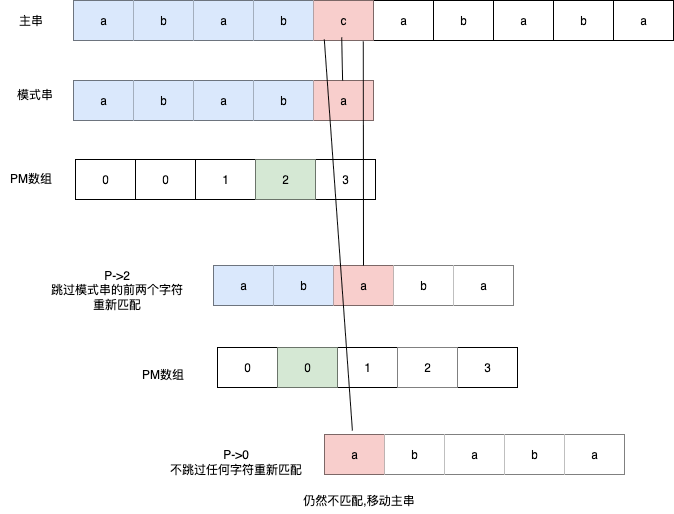 主串 a b a b c a b a b a
模式串 a b a b a
PM数组 0 0 1 2 3
P->2
跳过模式串的前两个字符
重新匹配
a b a b a
PM数组 0 0 1 2 3
P->0
不跳过任何字符重新匹配
a b a b a
仍然不匹配,移动主串